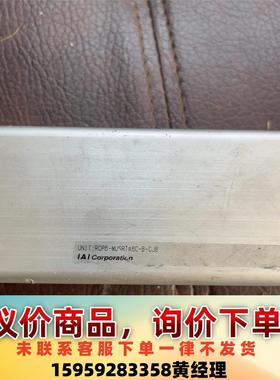 UNIT:RCP6-WU5RTA6C-B-CJB
IAI Corporation
议价商品，询价下单
未联系客服下单一律不发货
15959283358黄经理